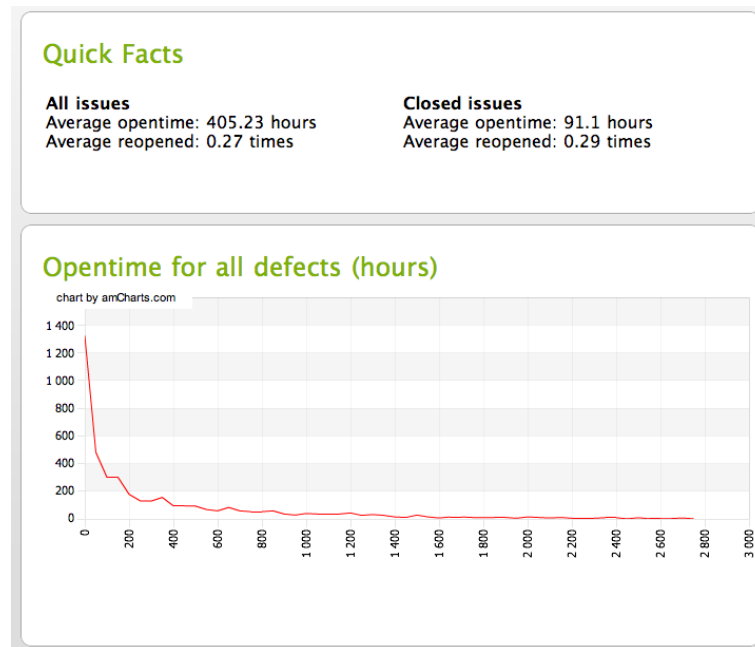 Quick Facts
All issues
Average opentime: 405.23 hours
Average reopened: 0.27 times
Closed issues
Average opentime: 91.1 hours
Average reopened: 0.29 times
Opentime for all defects (hours)
chart by amCharts.com
1 400
1 200
1 000
800
600
400
200
0
0
200
400
600
800
1 000
1 200
1 400
1 600
1 800
2 000
2 200
2 400
2 600
2 800
3 000